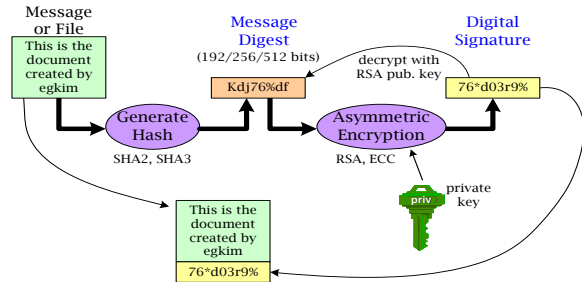 Message
or File
This is the
document
created by
egkim
Generate
Hash
SHA2, SHA3
Message
Digest
(192/256/512 bits)
Kdj76%df
decrypt with
RSA pub. key
Asymmetric
Encryption
RSA, ECC
Digital
Signature
76*d03r9%
priv
private
key
This is the
document
created by
egkim
76*d03r9%